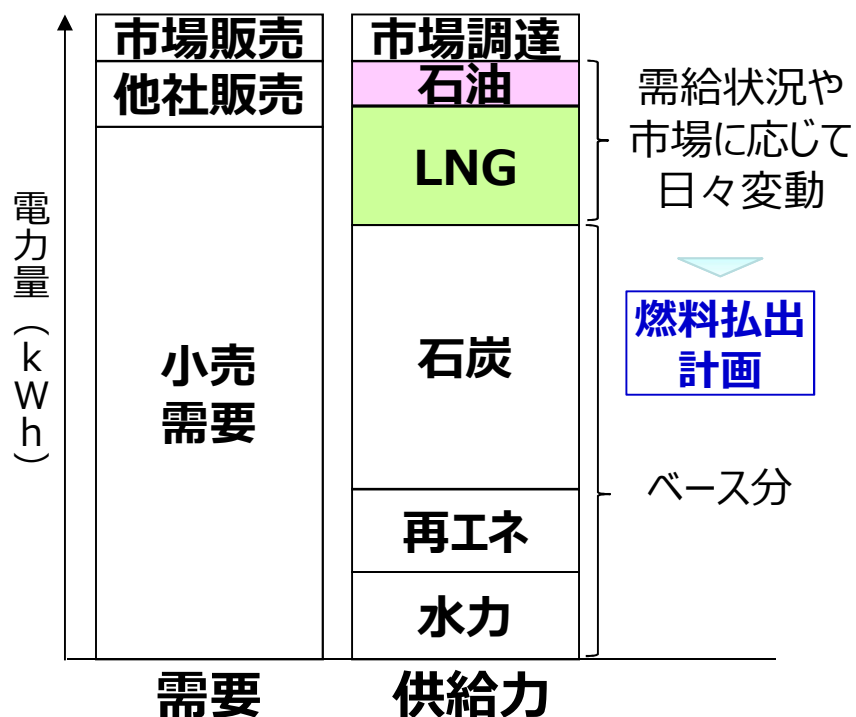 電力量（kWh）
市場販売
他社販売
小売
需要
需要
市場調達
石油
LNG
石炭
再エネ
水力
供給力
需給状況や
市場に応じて
日々変動
燃料払出
計画
ベース分